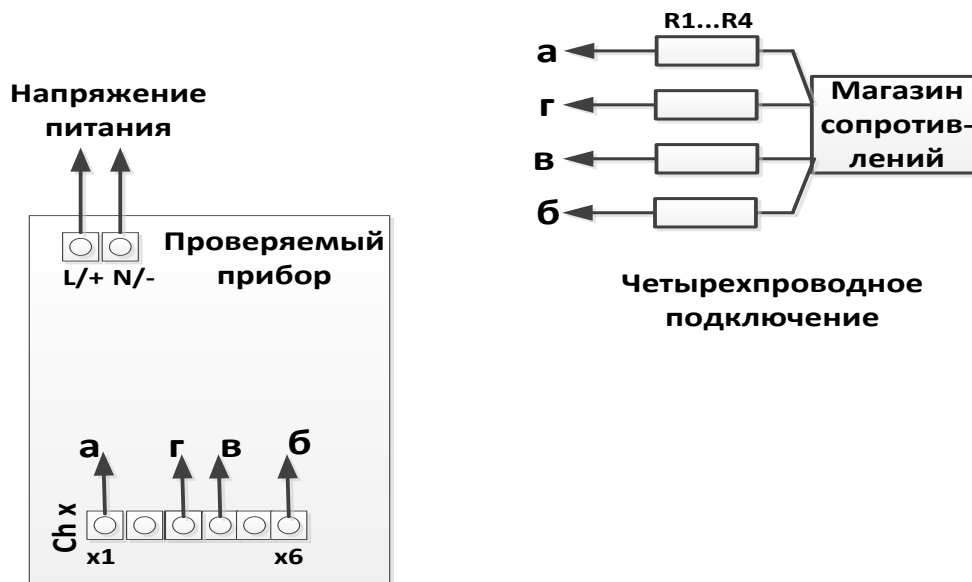 Напряжение
питания
L/+ N/-
Проверяемый
прибор
а
г
в
б
Ch x
x1
x6
R1...R4
а
г
в
б
Магазин
сопротив-
лений
Четырехпроводное
подключение